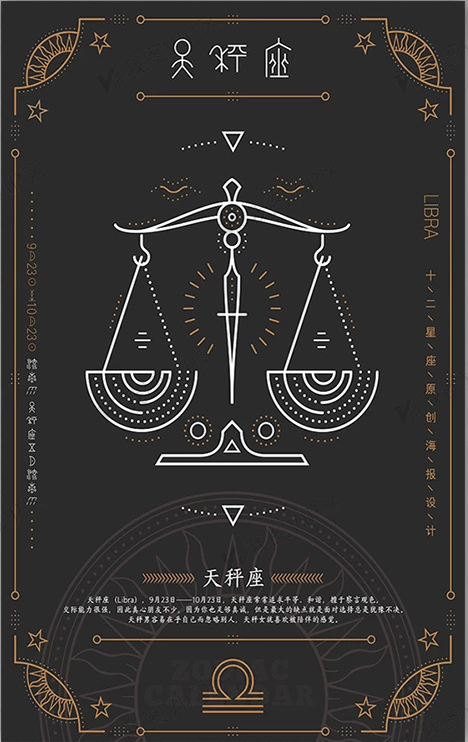 天秤座
LIBRA
十二星座原创海报设计
9月23日10月23日
天秤座
天秤座（Libra），9月23日——10月23日，天秤座常常追求平等、和谐，擅于察言观色，
交际能力很强，因此真心朋友不少，因为你也足够真诚，但是最大的缺点就是面对选择总是犹豫不决。
天秤男容易在乎自己而忽略别人，天秤女就喜欢被陪伴的感觉。
ZODIAC
CALENDAR